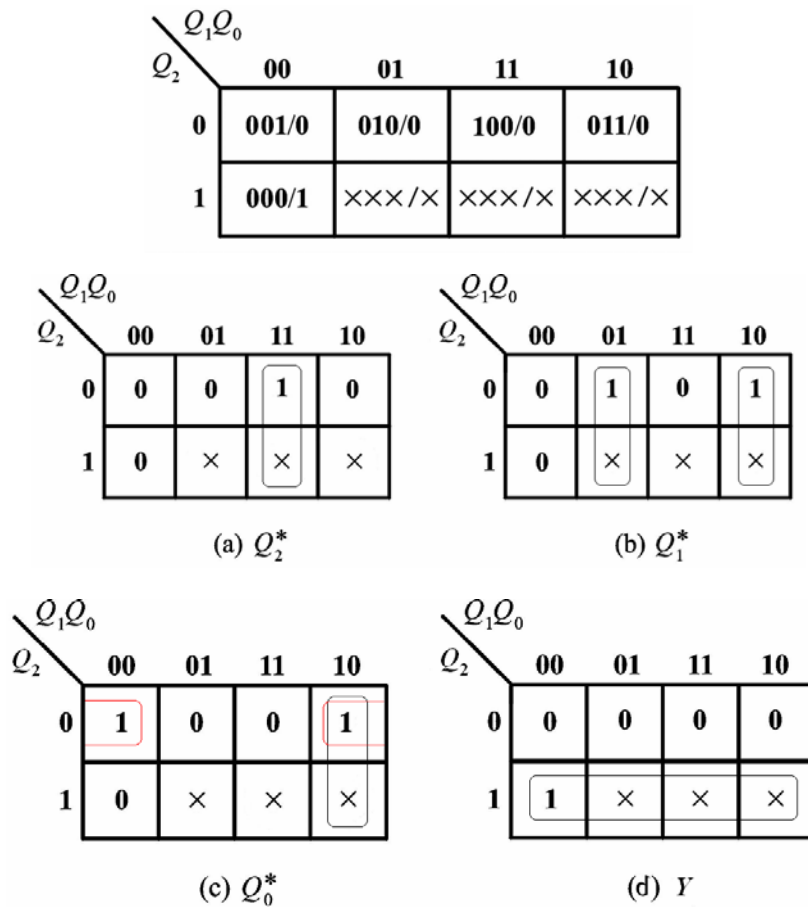 Q₁Q₀
Q₂ 00 01 11 10
0 001/0 010/0 100/0 011/0
1 000/1 ×××/× ×××/× ×××/×
Q₁Q₀
Q₂ 00 01 11 10
0 0 0 1 0
1 0 × × ×
(a) Q₂*
Q₁Q₀
Q₂ 00 01 11 10
0 0 1 0 1
1 0 × × ×
(b) Q₁*
Q₁Q₀
Q₂ 00 01 11 10
0 1 0 0 1
1 0 × × ×
(c) Q₀*
Q₁Q₀
Q₂ 00 01 11 10
0 0 0 0 0
1 1 × × ×
(d) Y